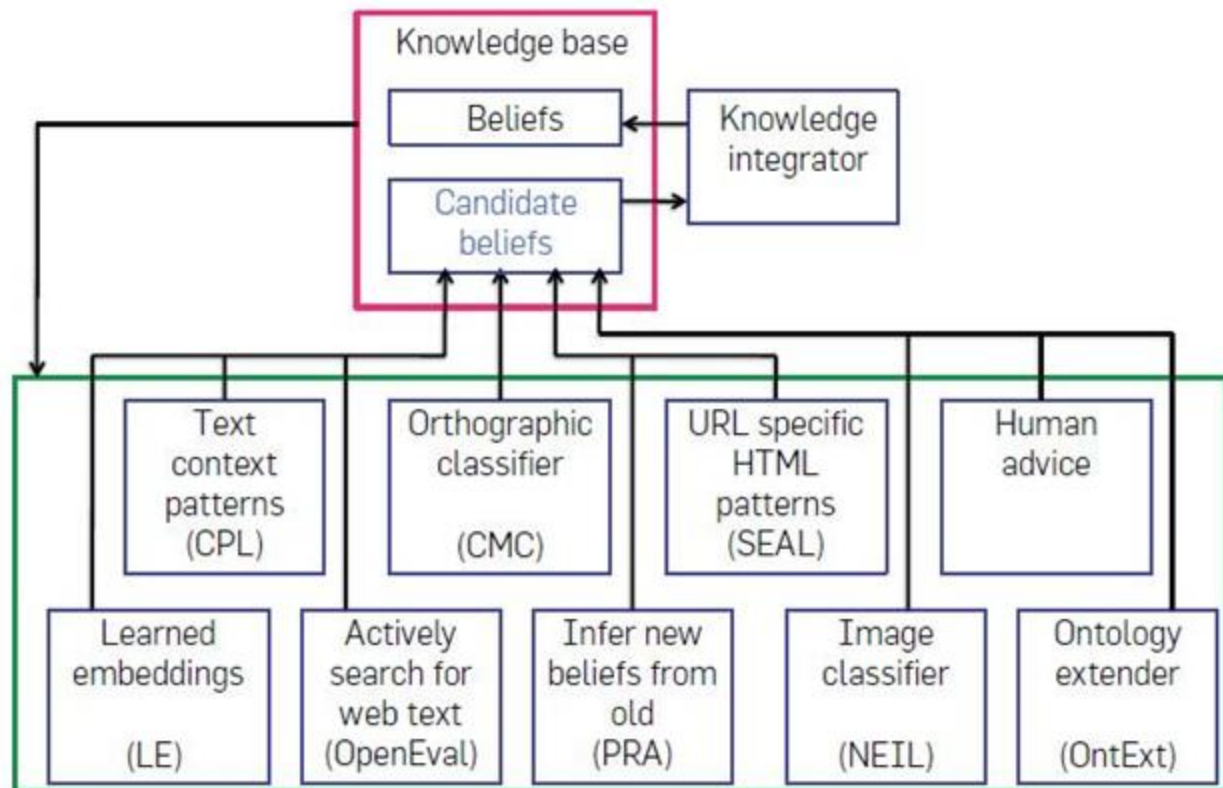 Knowledge base
Beliefs
Knowledge
integrator
Candidate
beliefs
Text
context
patterns
(CPL)
Orthographic
classifier
(CMC)
URL specific
HTML
patterns
(SEAL)
Human
advice
Learned
embeddings
(LE)
Actively
search for
web text
(OpenEval)
Infer new
beliefs from
old
(PRA)
Image
classifier
(NEIL)
Ontology
extender
(OntExt)